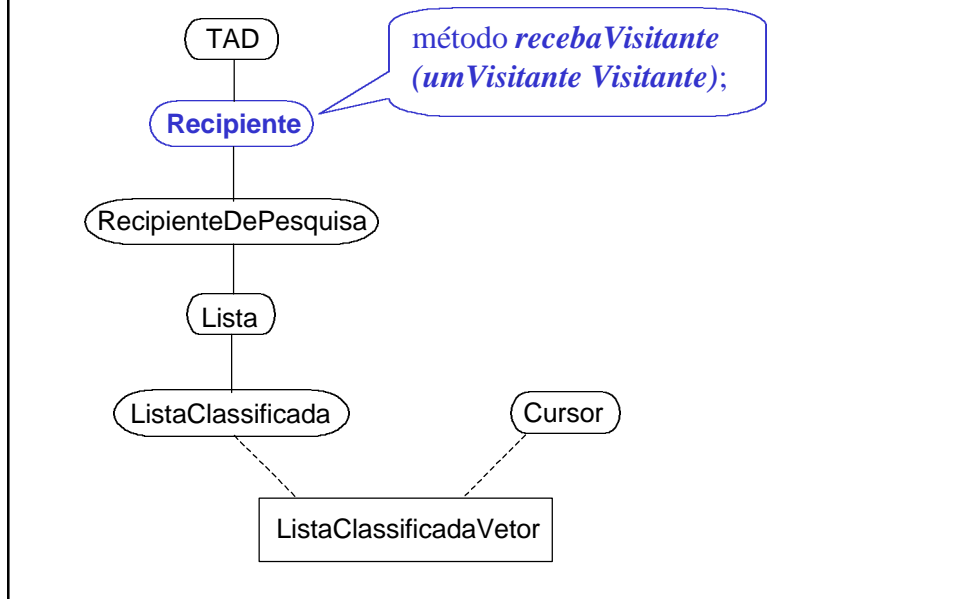 TAD
método recebaVisitante
(umVisitante Visitante);
Recipiente
RecipienteDePesquisa
Lista
ListaClassificada
Cursor
ListaClassificadaVetor